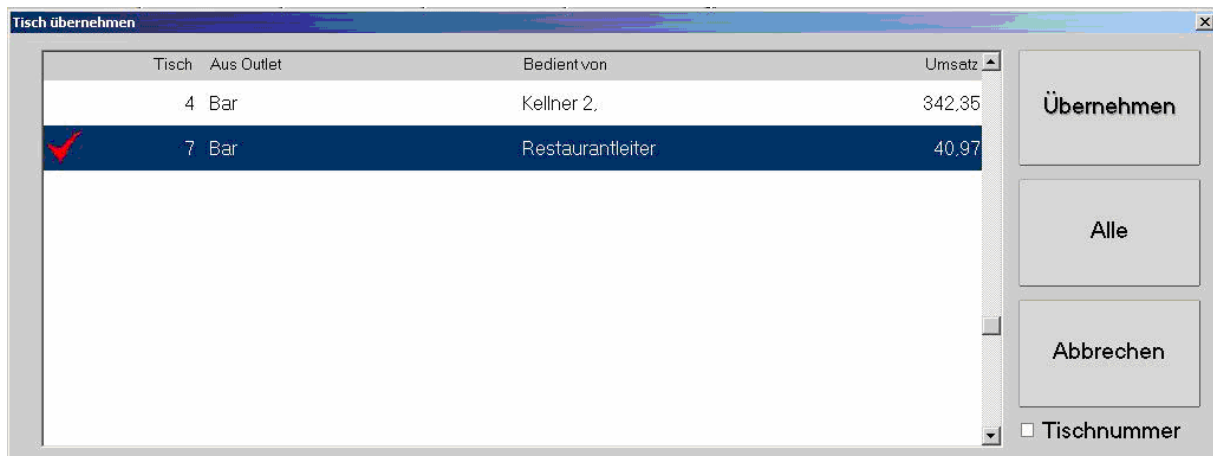 Tisch übernehmen
Tisch Aus Outlet Bedient von Umsatz
4 Bar Kellner 2, 342,35
7 Bar Restaurantleiter 40,97
Übernehmen
Alle
Abbrechen
Tischnummer